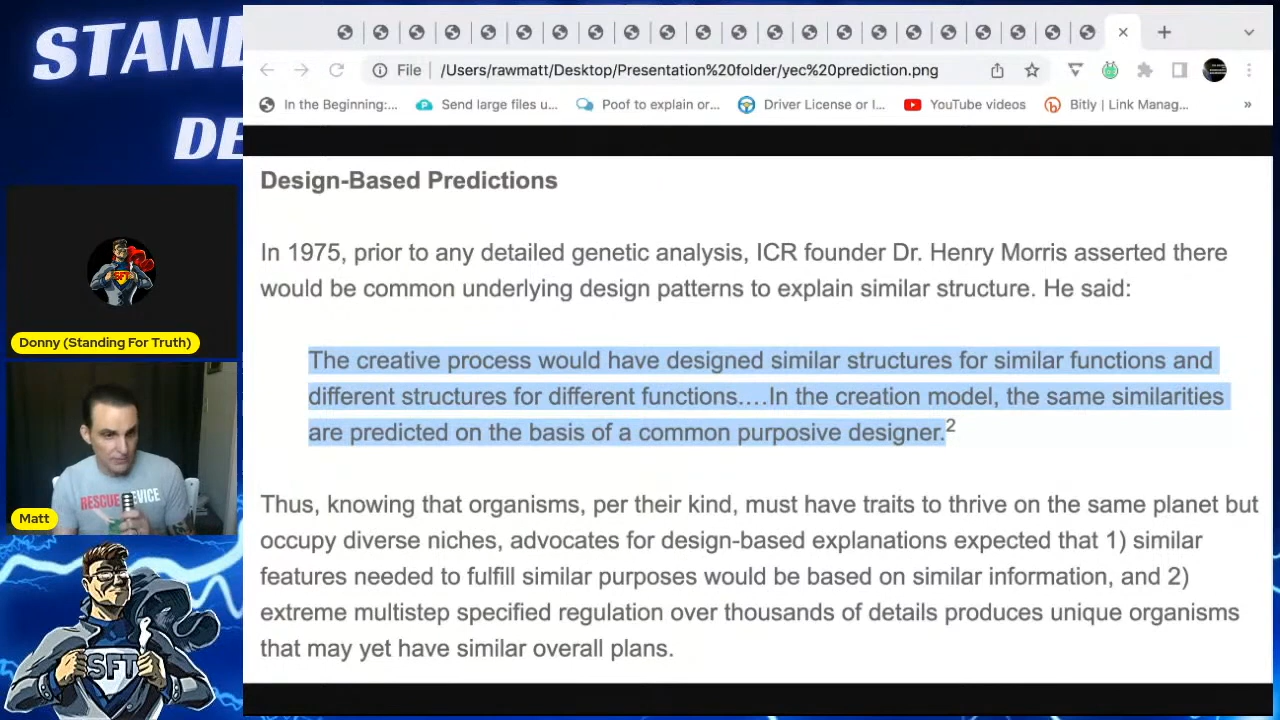 STAND
DE
File | /Users/rawmatt/Desktop/Presentation%20folder/yec%20prediction.png
In the Beginning:...
Send large files u...
Poof to explain or...
Driver License or I...
YouTube videos
Bitly | Link Manag...
»
Design-Based Predictions
In 1975, prior to any detailed genetic analysis, ICR founder Dr. Henry Morris asserted there
would be common underlying design patterns to explain similar structure. He said:
The creative process would have designed similar structures for similar functions and
different structures for different functions….In the creation model, the same similarities
are predicted on the basis of a common purposive designer.2
Thus, knowing that organisms, per their kind, must have traits to thrive on the same planet but
occupy diverse niches, advocates for design-based explanations expected that 1) similar
features needed to fulfill similar purposes would be based on similar information, and 2)
extreme multistep specified regulation over thousands of details produces unique organisms
that may yet have similar overall plans.
SFT
Donny (Standing For Truth)
RESCUE DEVICE
Matt
SFT